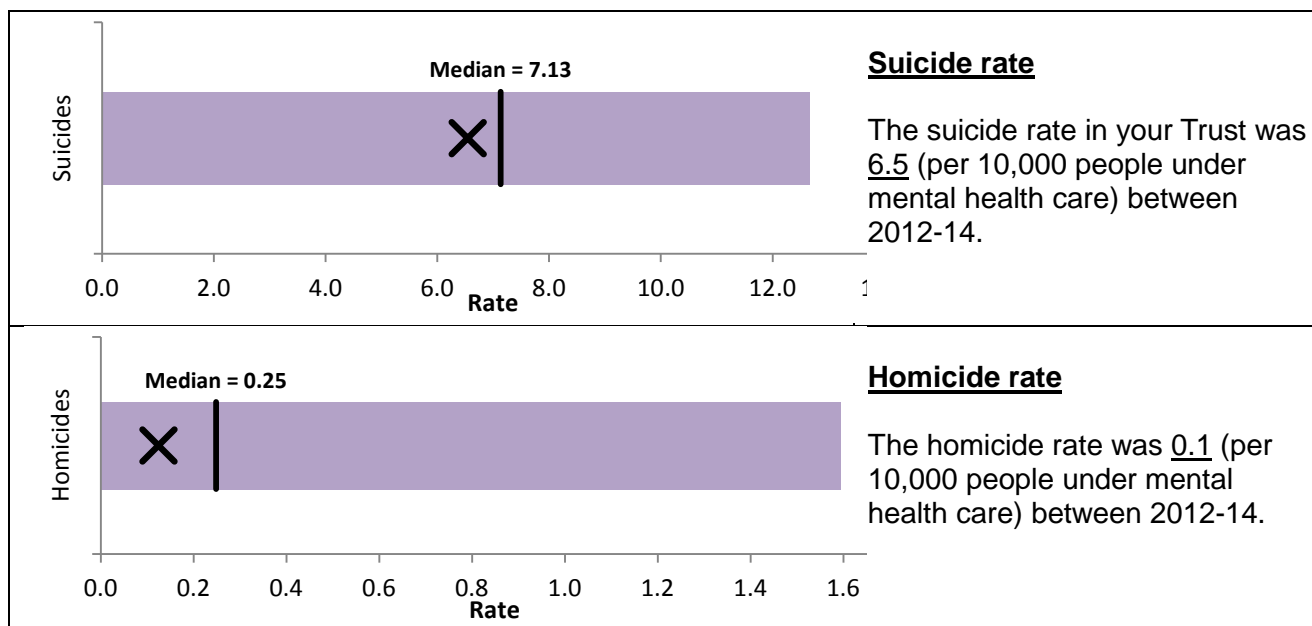 Median = 7.13
Suicides
0.0 2.0 4.0 6.0 8.0 10.0 12.0 1
Rate
Suicide rate
The suicide rate in your Trust was
6.5 (per 10,000 people under
mental health care) between
2012-14.
Median = 0.25
Homicides
0.0 0.2 0.4 0.6 0.8 1.0 1.2 1.4 1.6
Rate
Homicide rate
The homicide rate was 0.1 (per
10,000 people under mental
health care) between 2012-14.